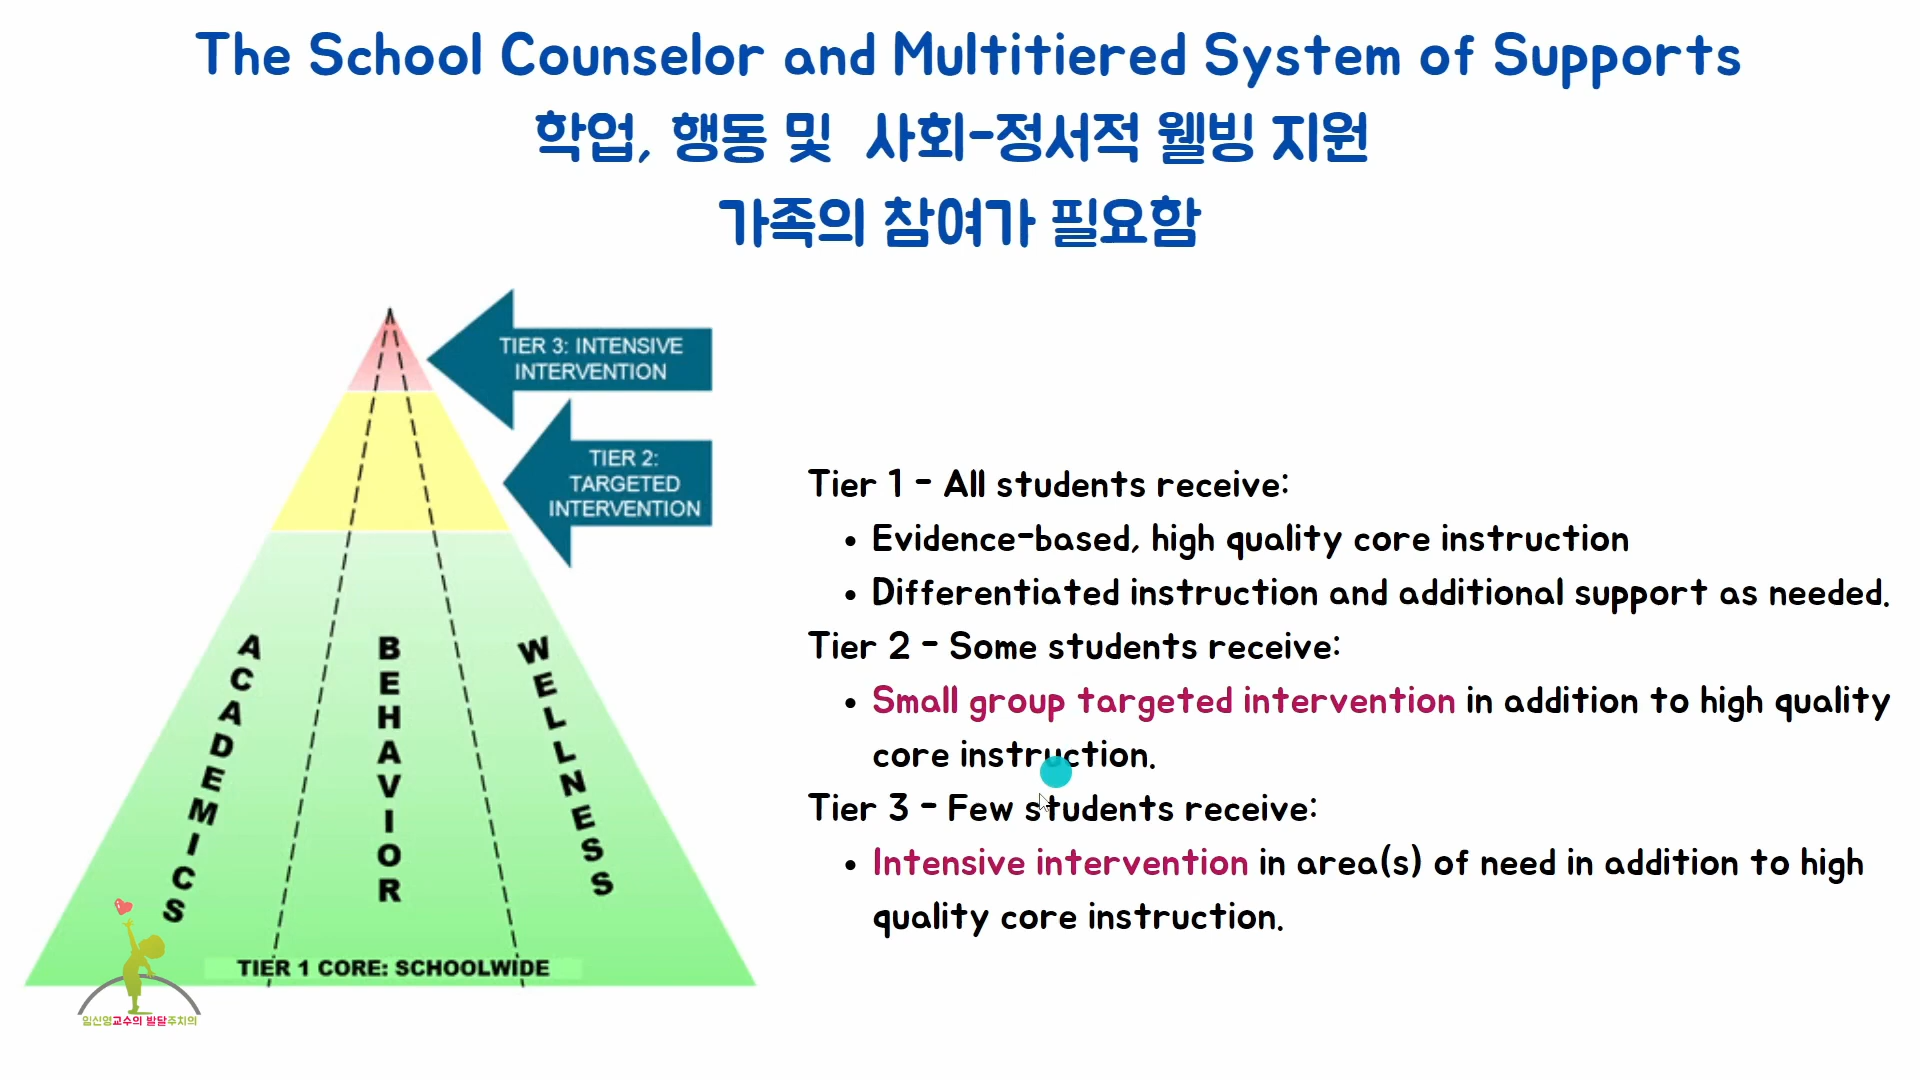 The School Counselor and Multitiered System of Supports
학업, 행동 및 사회-정서적 웰빙 지원
가족의 참여가 필요함
TIER 3: INTENSIVE
INTERVENTION
TIER 2:
TARGETED
INTERVENTION
ACADEMICS
BEHAVIOR
WELLNESS
TIER 1 CORE: SCHOOLWIDE
임신영교수의 발달주치의
Tier 1 - All students receive:
• Evidence-based, high quality core instruction
• Differentiated instruction and additional support as needed.
Tier 2 - Some students receive:
• Small group targeted intervention in addition to high quality
core instruction.
Tier 3 - Few students receive:
• Intensive intervention in area(s) of need in addition to high
quality core instruction.